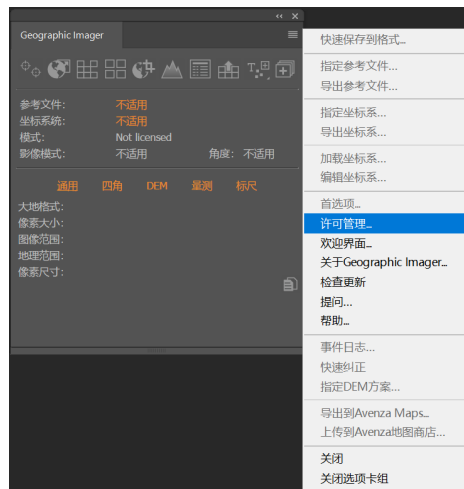 Geographic Imager
参考文件: 不适用
坐标系统: 不适用
模式: Not licensed
影像模式: 不适用 角度: 不适用
通用 四角 DEM 量测 标尺
大地格式:
像素大小:
图像范围:
地理范围:
像素尺寸:
快速保存到格式...
指定参考文件...
导出参考文件...
指定坐标系...
导出坐标系...
加载坐标系...
编辑坐标系...
首选项...
许可管理...
欢迎界面...
关于Geographic Imager...
检查更新
提问...
帮助...
事件日志...
快速纠正
指定DEM方案...
导出到Avenza Maps...
上传到Avenza地图商店...
关闭
关闭选项卡组